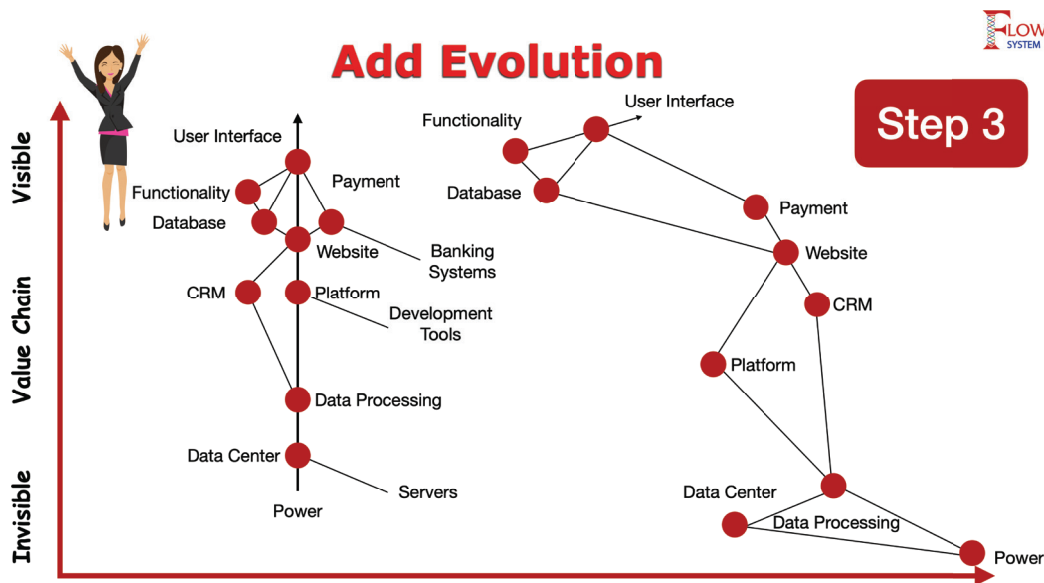 FLOW
SYSTEM
Add Evolution
Step 3
Visible
Value Chain
Invisible
User Interface
Functionality
Payment
Database
Website
Banking
Systems
CRM
Platform
Development
Tools
Data Processing
Data Center
Servers
Power
User Interface
Functionality
Database
Payment
Website
CRM
Platform
Data Center
Data Processing
Power